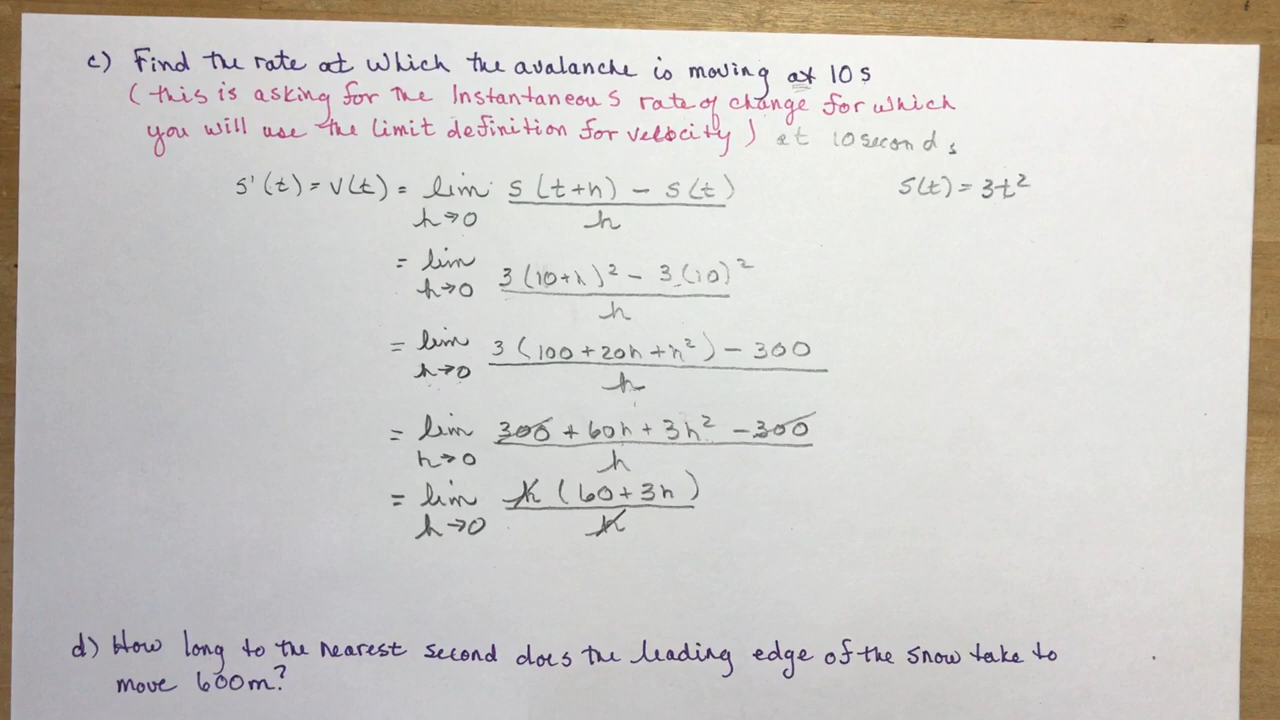 c) Find the rate at which the avalanche is moving at 10 s
(this is asking for the Instantaneous rate of change for which
you will use the limit definition for velocity) at 10 seconds
s'(t) = v(t) = lim h→0 (s(t+h) - s(t))/h
s(t) = 3t²
= lim h→0 (3(10+h)² - 3(10)²)/h
= lim h→0 (3(100+20h+h²) - 300)/h
= lim h→0 (300 + 60h + 3h² - 300)/h
= lim h→0 h(60+3h)/h
d) How long to the nearest second does the leading edge of the snow take to
move 600m?